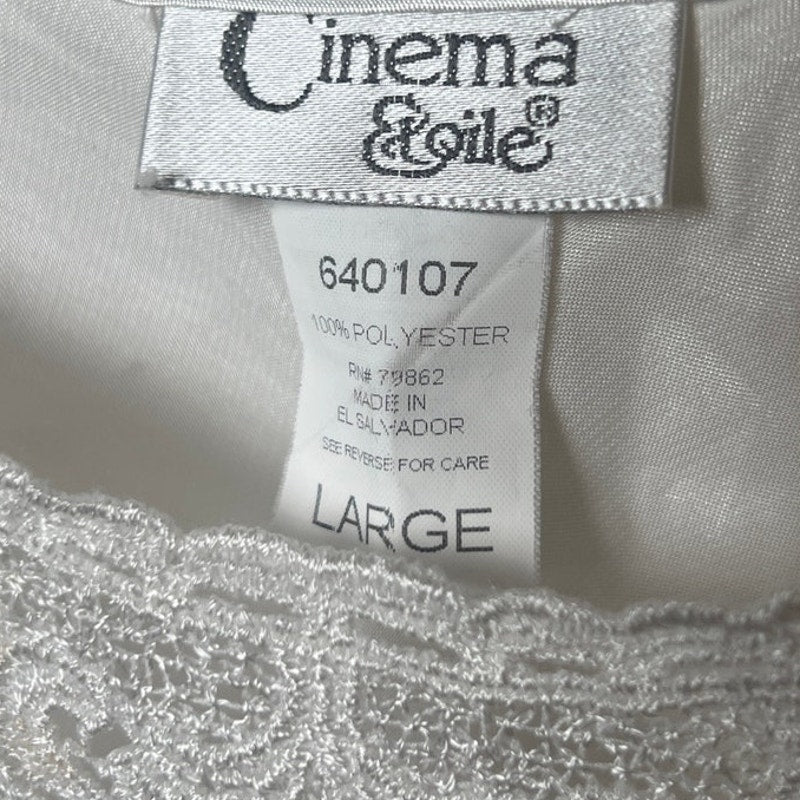 Cinema
Etoile®
640107
100% POLYESTER
RN# 79862
MADE IN
EL SALVADOR
SEE REVERSE FOR CARE
LARGE